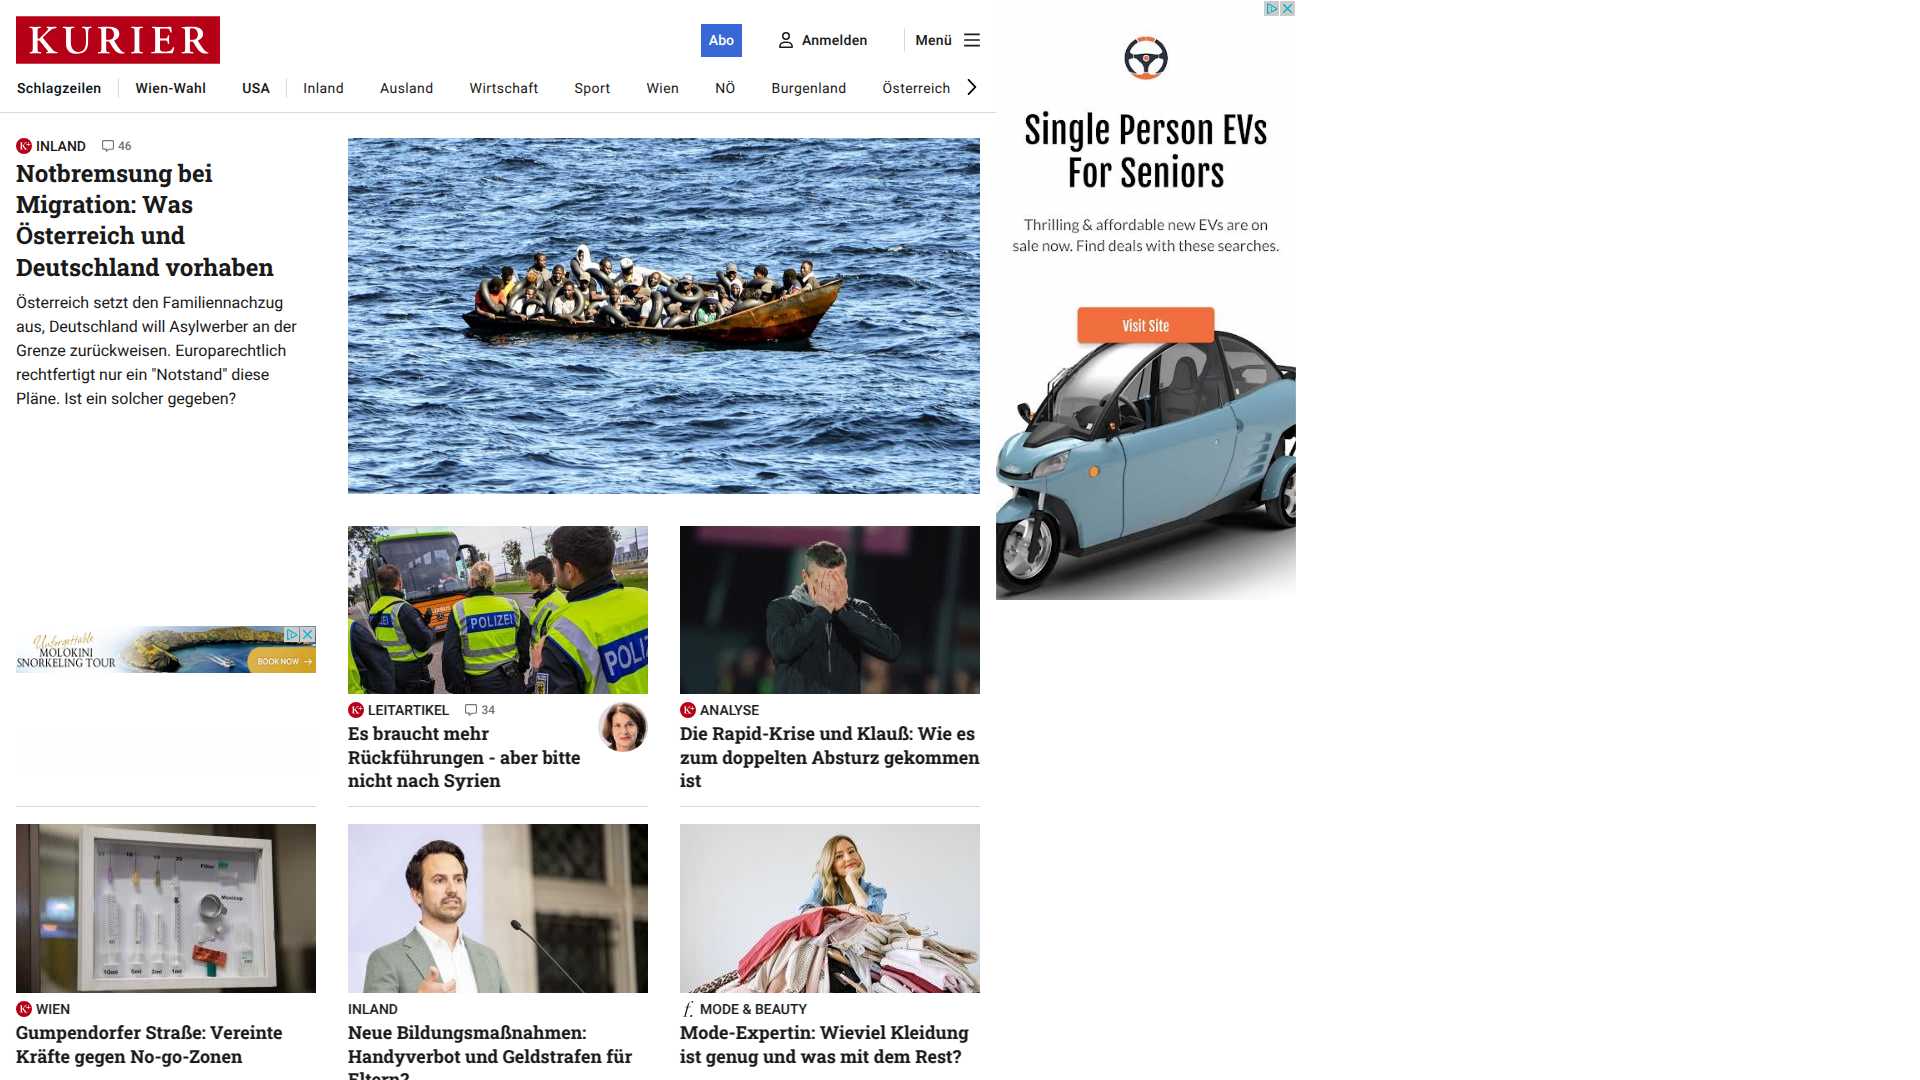 KURIER
Abo
Anmelden
Menü
Schlagzeilen
Wien-Wahl
USA
Inland
Ausland
Wirtschaft
Sport
Wien
NÖ
Burgenland
Österreich
K+ INLAND 46
Notbremsung bei
Migration: Was
Österreich und
Deutschland vorhaben
Österreich setzt den Familiennachzug
aus, Deutschland will Asylwerber an der
Grenze zurückweisen. Europarechtlich
rechtfertigt nur ein "Notstand" diese
Pläne. Ist ein solcher gegeben?
Single Person EVs
For Seniors
Thrilling & affordable new EVs are on
sale now. Find deals with these searches.
Visit Site
Unforgettable
MOLOKINI
SNORKELING TOUR
BOOK NOW →
POLIZEI
K+ LEITARTIKEL 34
Es braucht mehr
Rückführungen - aber bitte
nicht nach Syrien
K+ ANALYSE
Die Rapid-Krise und Klauß: Wie es
zum doppelten Absturz gekommen
ist
Filter
10ml 5ml 2ml 1ml
K+ WIEN
Gumpendorfer Straße: Vereinte
Kräfte gegen No-go-Zonen
INLAND
Neue Bildungsmaßnahmen:
Handyverbot und Geldstrafen für
Eltern?
f. MODE & BEAUTY
Mode-Expertin: Wieviel Kleidung
ist genug und was mit dem Rest?